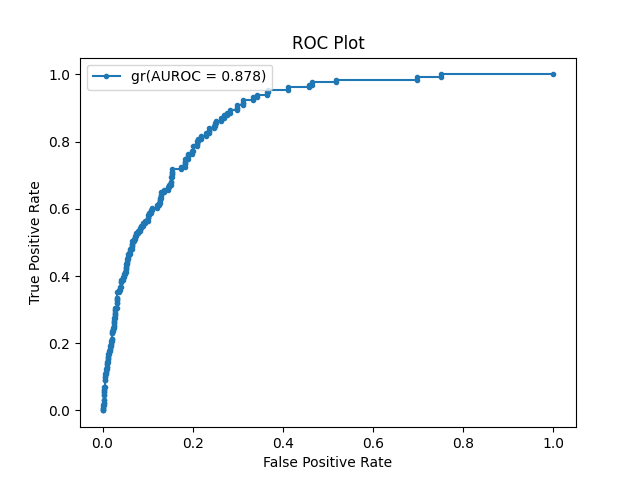 ROC Plot
gr(AUROC = 0.878)
1.0
0.8
0.6
0.4
0.2
0.0
True Positive Rate
0.0 0.2 0.4 0.6 0.8 1.0
False Positive Rate